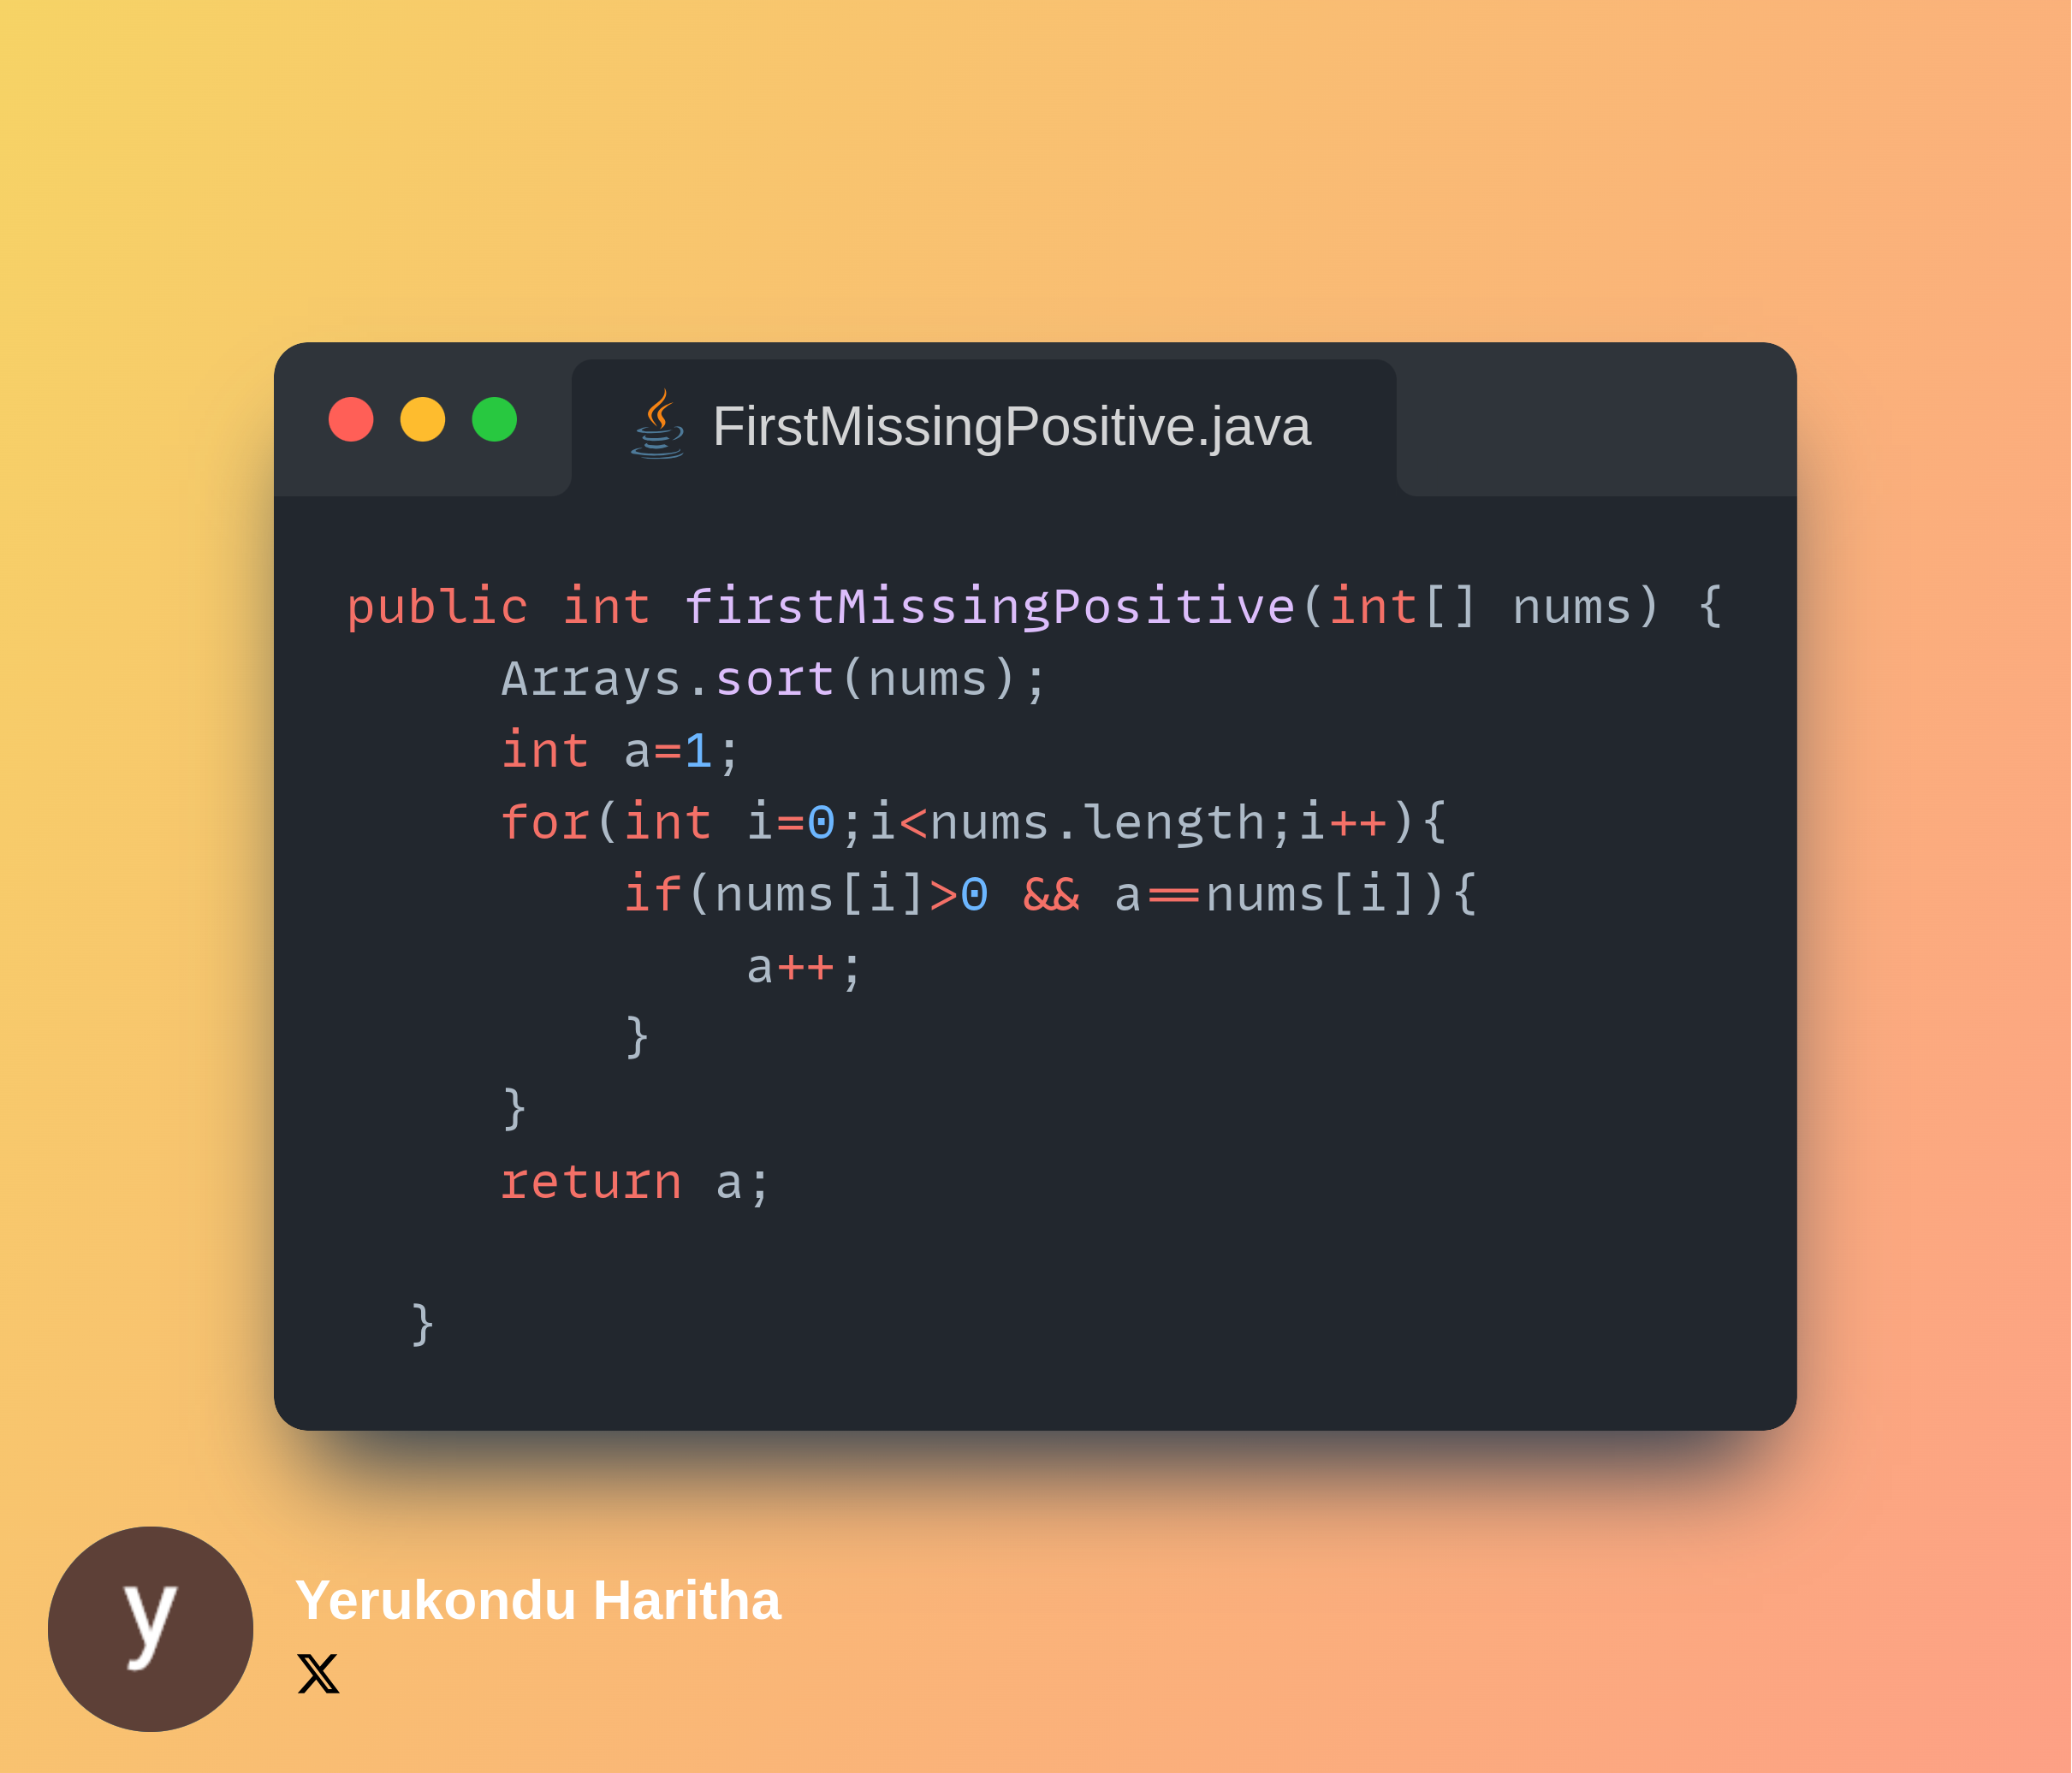 FirstMissingPositive.java
public int firstMissingPositive(int[] nums) {
     Arrays.sort(nums);
     int a=1;
     for(int i=0;i<nums.length;i++){
         if(nums[i]>0 && a==nums[i]){
             a++;
         }
     }
     return a;
  }
y
Yerukondu Haritha
𝕏